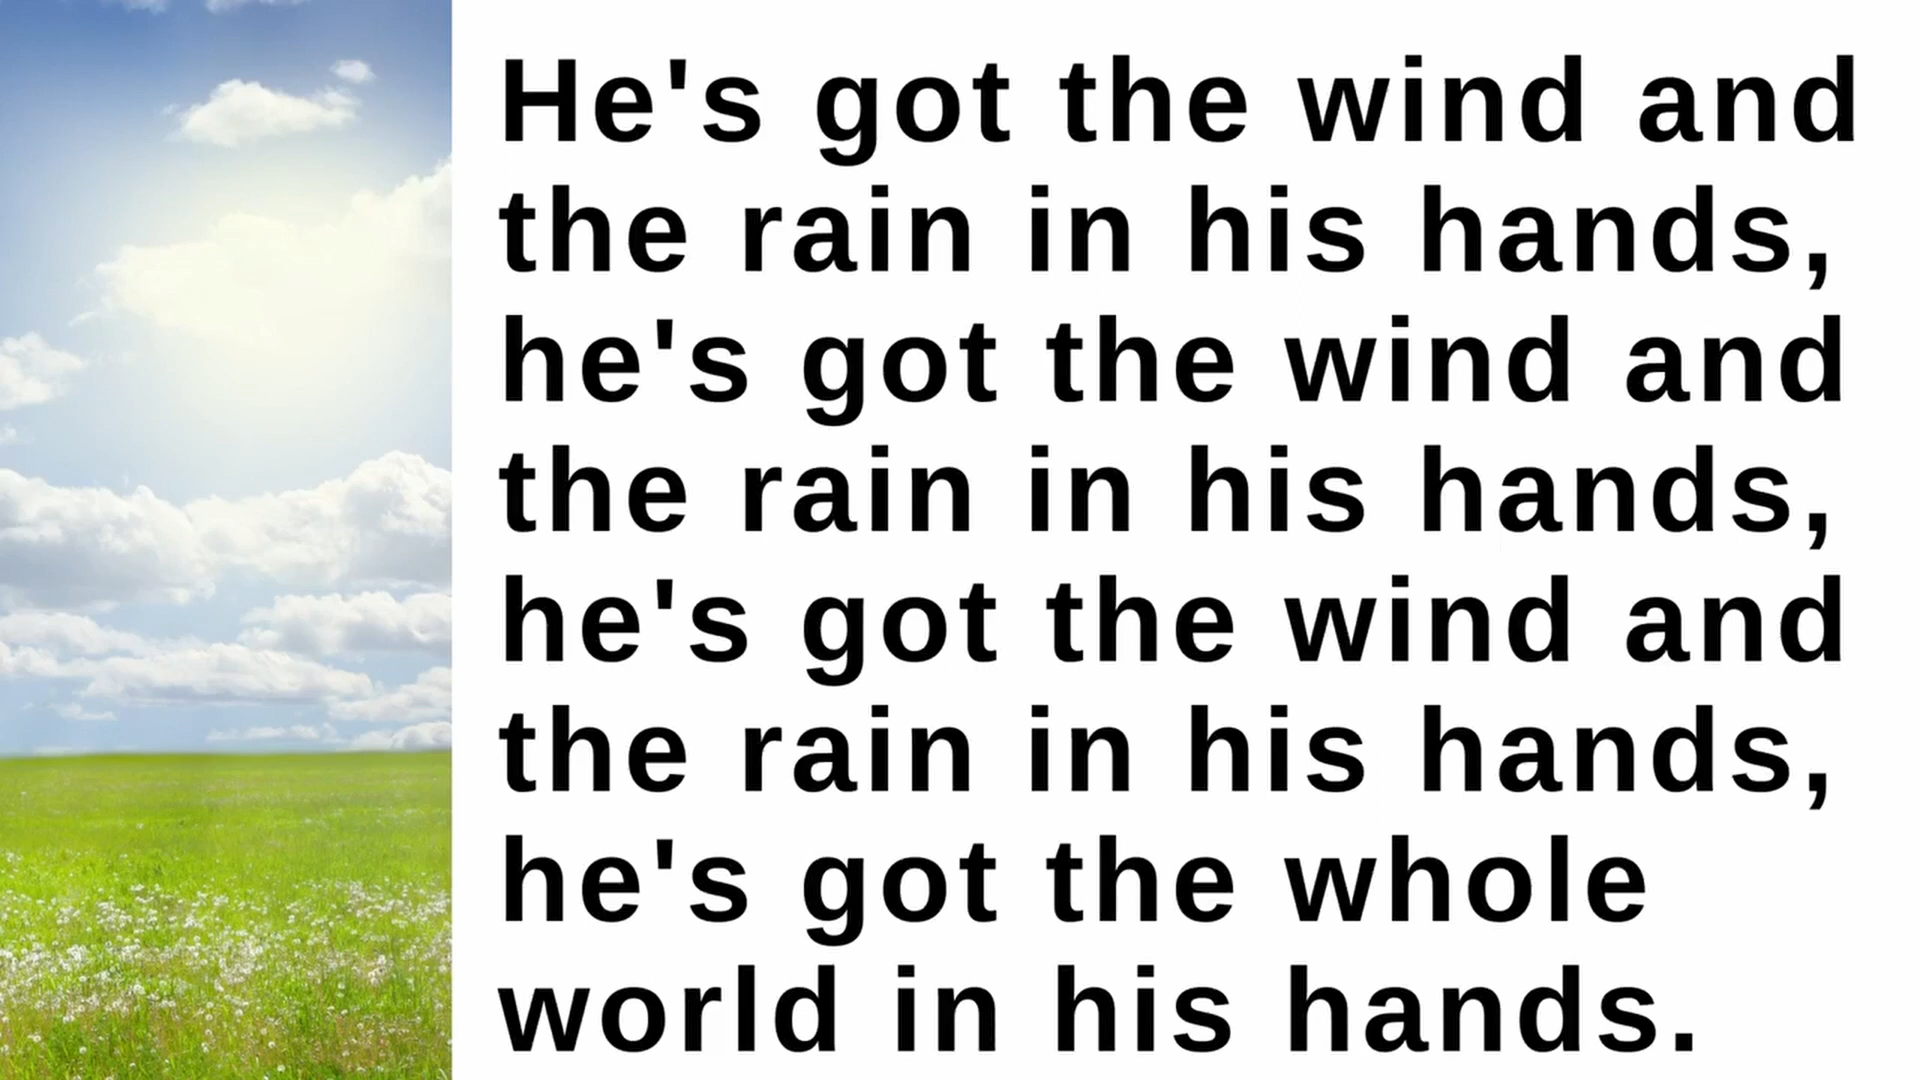 He's got the wind and
the rain in his hands,
he's got the wind and
the rain in his hands,
he's got the wind and
the rain in his hands,
he's got the whole
world in his hands.